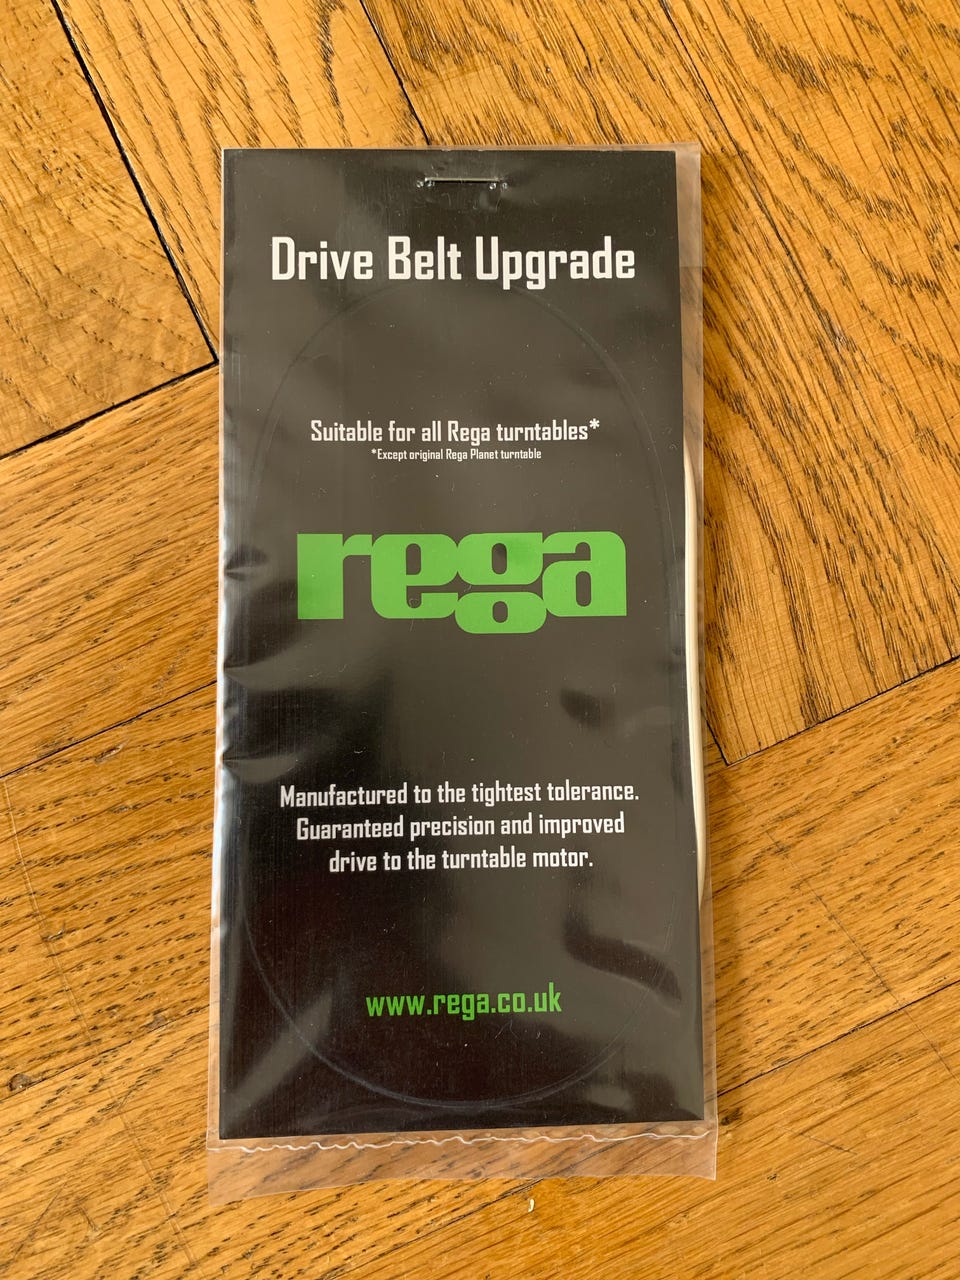 Drive Belt Upgrade
Suitable for all Rega turntables*
*Except original Rega Planet turntable
rega
Manufactured to the tightest tolerance.
Guaranteed precision and improved
drive to the turntable motor.
www.rega.co.uk